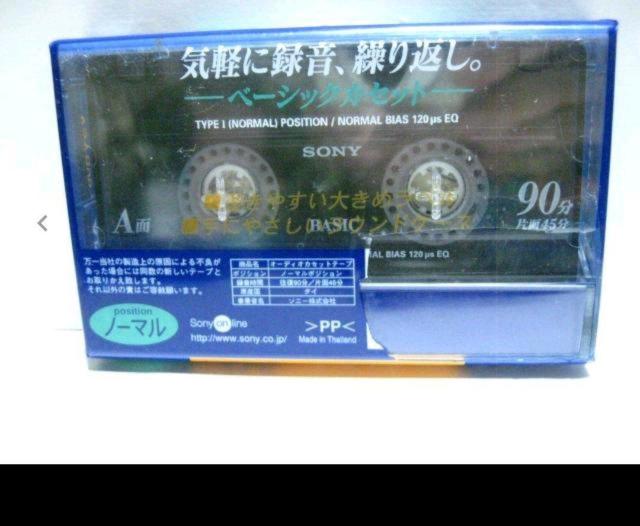 気軽に録音、繰り返し。
ベーシックカセット
TYPE I (NORMAL) POSITION / NORMAL BIAS 120 μs EQ
SONY
90分
片面45分
A面
BASIC
MAL BIAS 120 μs EQ
万一当社の製造上の原因による不良が
あった場合には同数の新しいテープと
お取りかえ致します。
それ以外の責はご容赦願います。
商品名 オーディオカセットテープ
ポジション ノーマルポジション
録音時間 往復90分/片面45分
原産国 タイ
事業者名 ソニー株式会社
position
ノーマル
Sony on line
http://www.sony.co.jp/
>PP<
Made in Thailand